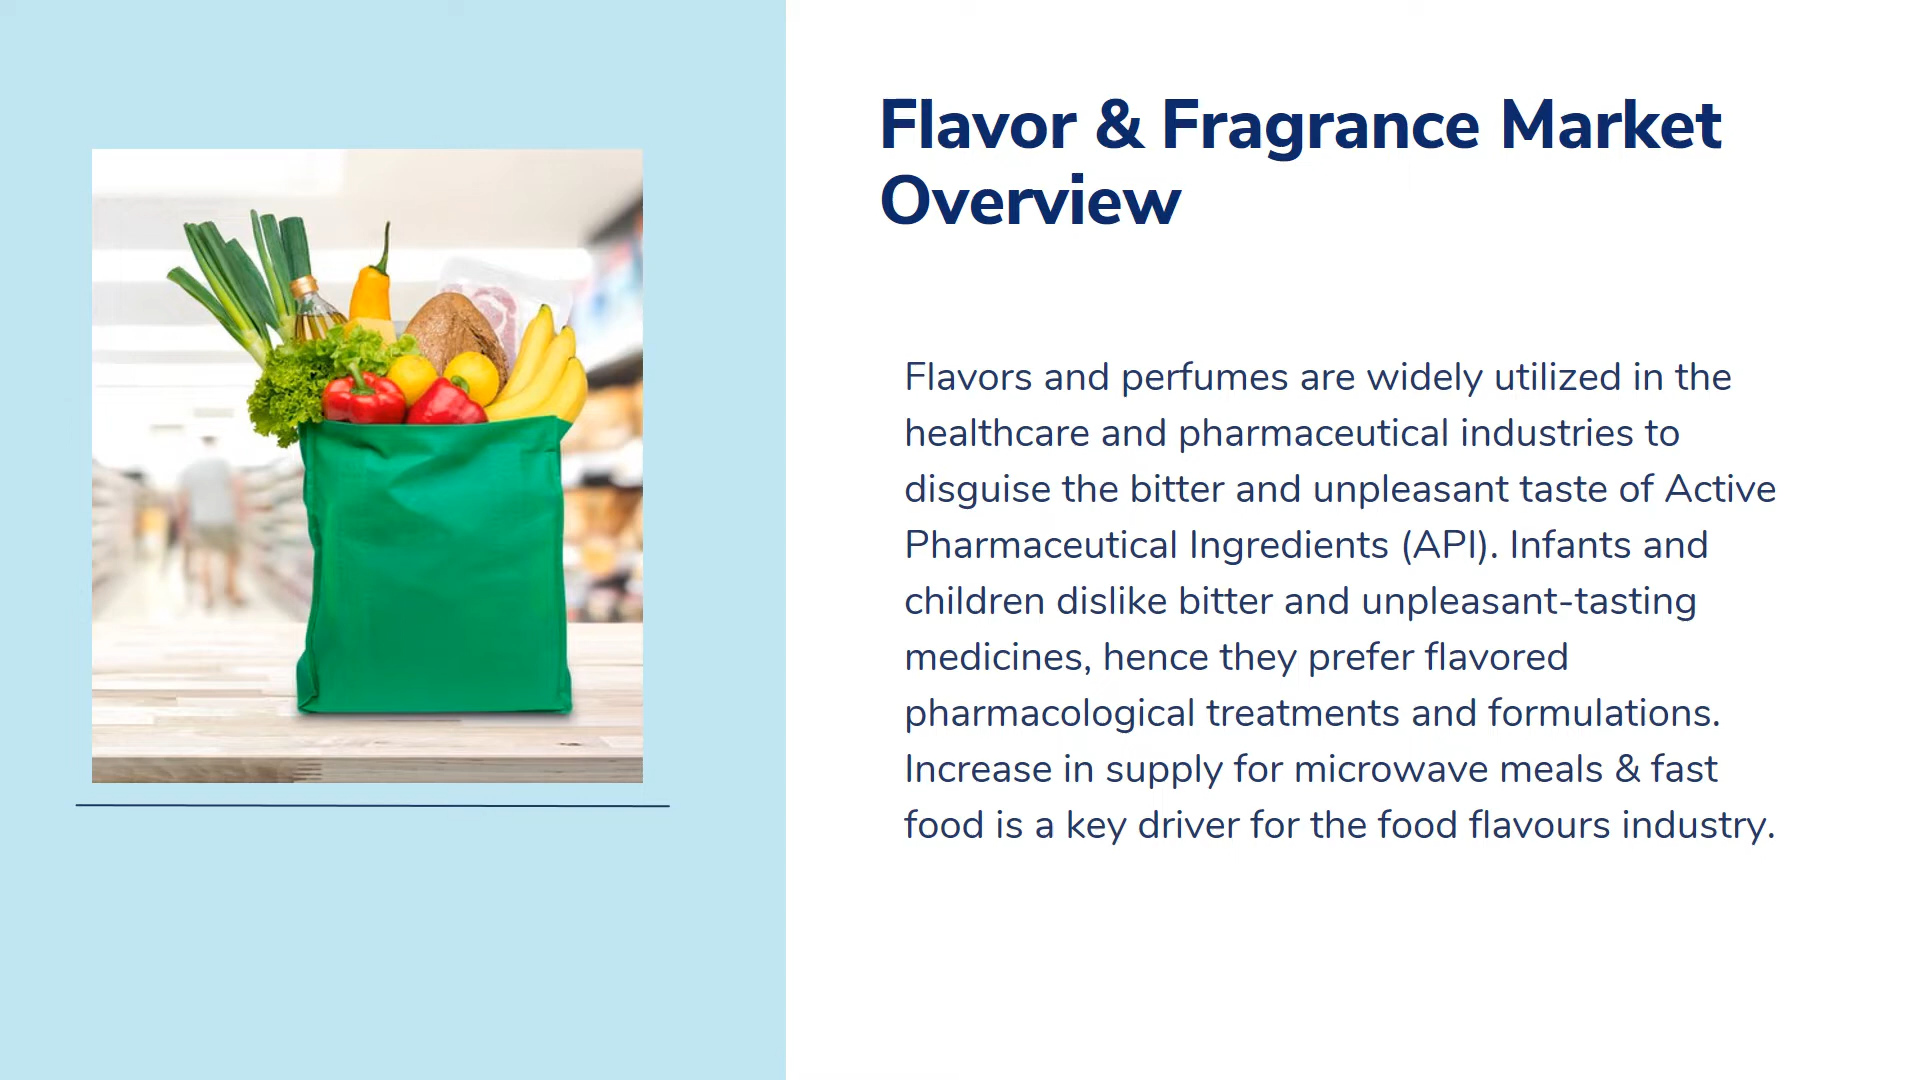 Flavor & Fragrance Market
Overview
Flavors and perfumes are widely utilized in the
healthcare and pharmaceutical industries to
disguise the bitter and unpleasant taste of Active
Pharmaceutical Ingredients (API). Infants and
children dislike bitter and unpleasant-tasting
medicines, hence they prefer flavored
pharmacological treatments and formulations.
Increase in supply for microwave meals & fast
food is a key driver for the food flavours industry.